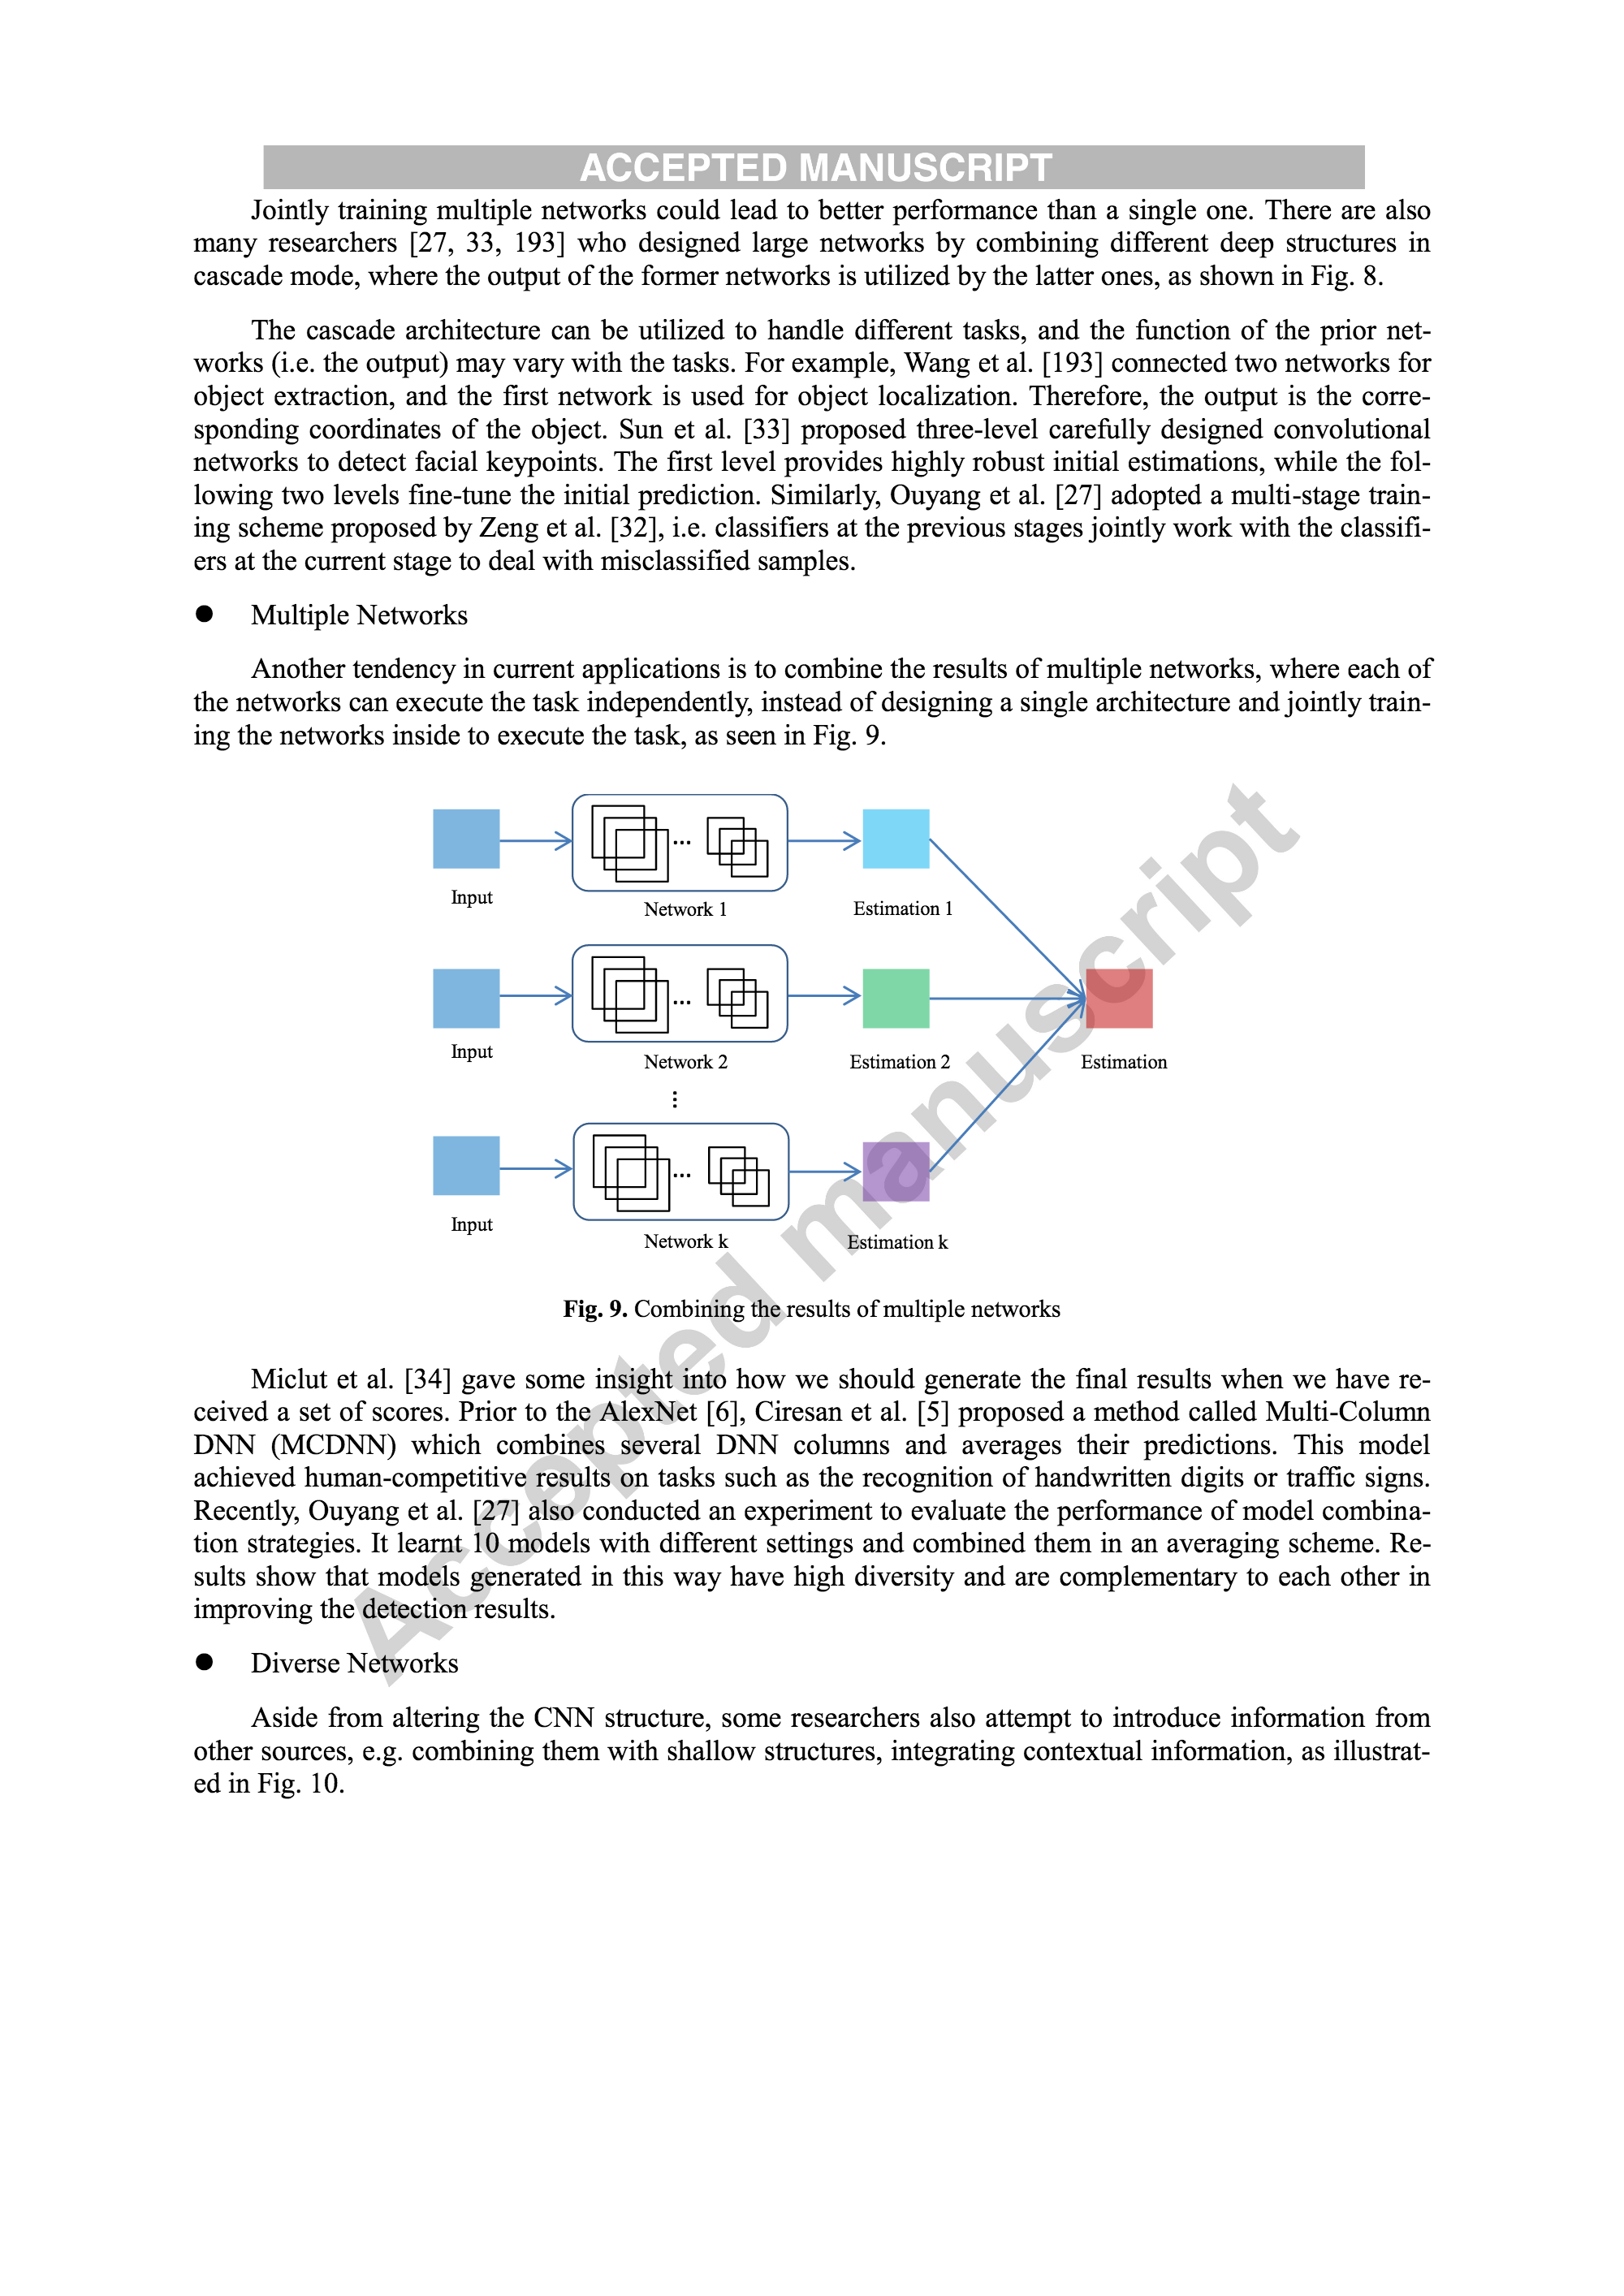 ACCEPTED MANUSCRIPT
Jointly training multiple networks could lead to better performance than a single one. There are also
many researchers [27, 33, 193] who designed large networks by combining different deep structures in
cascade mode, where the output of the former networks is utilized by the latter ones, as shown in Fig. 8.
The cascade architecture can be utilized to handle different tasks, and the function of the prior net-
works (i.e. the output) may vary with the tasks. For example, Wang et al. [193] connected two networks for
object extraction, and the first network is used for object localization. Therefore, the output is the corre-
sponding coordinates of the object. Sun et al. [33] proposed three-level carefully designed convolutional
networks to detect facial keypoints. The first level provides highly robust initial estimations, while the fol-
lowing two levels fine-tune the initial prediction. Similarly, Ouyang et al. [27] adopted a multi-stage train-
ing scheme proposed by Zeng et al. [32], i.e. classifiers at the previous stages jointly work with the classifi-
ers at the current stage to deal with misclassified samples.
● Multiple Networks
Another tendency in current applications is to combine the results of multiple networks, where each of
the networks can execute the task independently, instead of designing a single architecture and jointly train-
ing the networks inside to execute the task, as seen in Fig. 9.
...
Input
Network 1
Estimation 1
...
Input
Network 2
Estimation 2
Estimation
...
...
Input
Network k
Estimation k
Fig. 9. Combining the results of multiple networks
Miclut et al. [34] gave some insight into how we should generate the final results when we have re-
ceived a set of scores. Prior to the AlexNet [6], Ciresan et al. [5] proposed a method called Multi-Column
DNN (MCDNN) which combines several DNN columns and averages their predictions. This model
achieved human-competitive results on tasks such as the recognition of handwritten digits or traffic signs.
Recently, Ouyang et al. [27] also conducted an experiment to evaluate the performance of model combina-
tion strategies. It learnt 10 models with different settings and combined them in an averaging scheme. Re-
sults show that models generated in this way have high diversity and are complementary to each other in
improving the detection results.
● Diverse Networks
Aside from altering the CNN structure, some researchers also attempt to introduce information from
other sources, e.g. combining them with shallow structures, integrating contextual information, as illustrat-
ed in Fig. 10.
Accepted manuscript